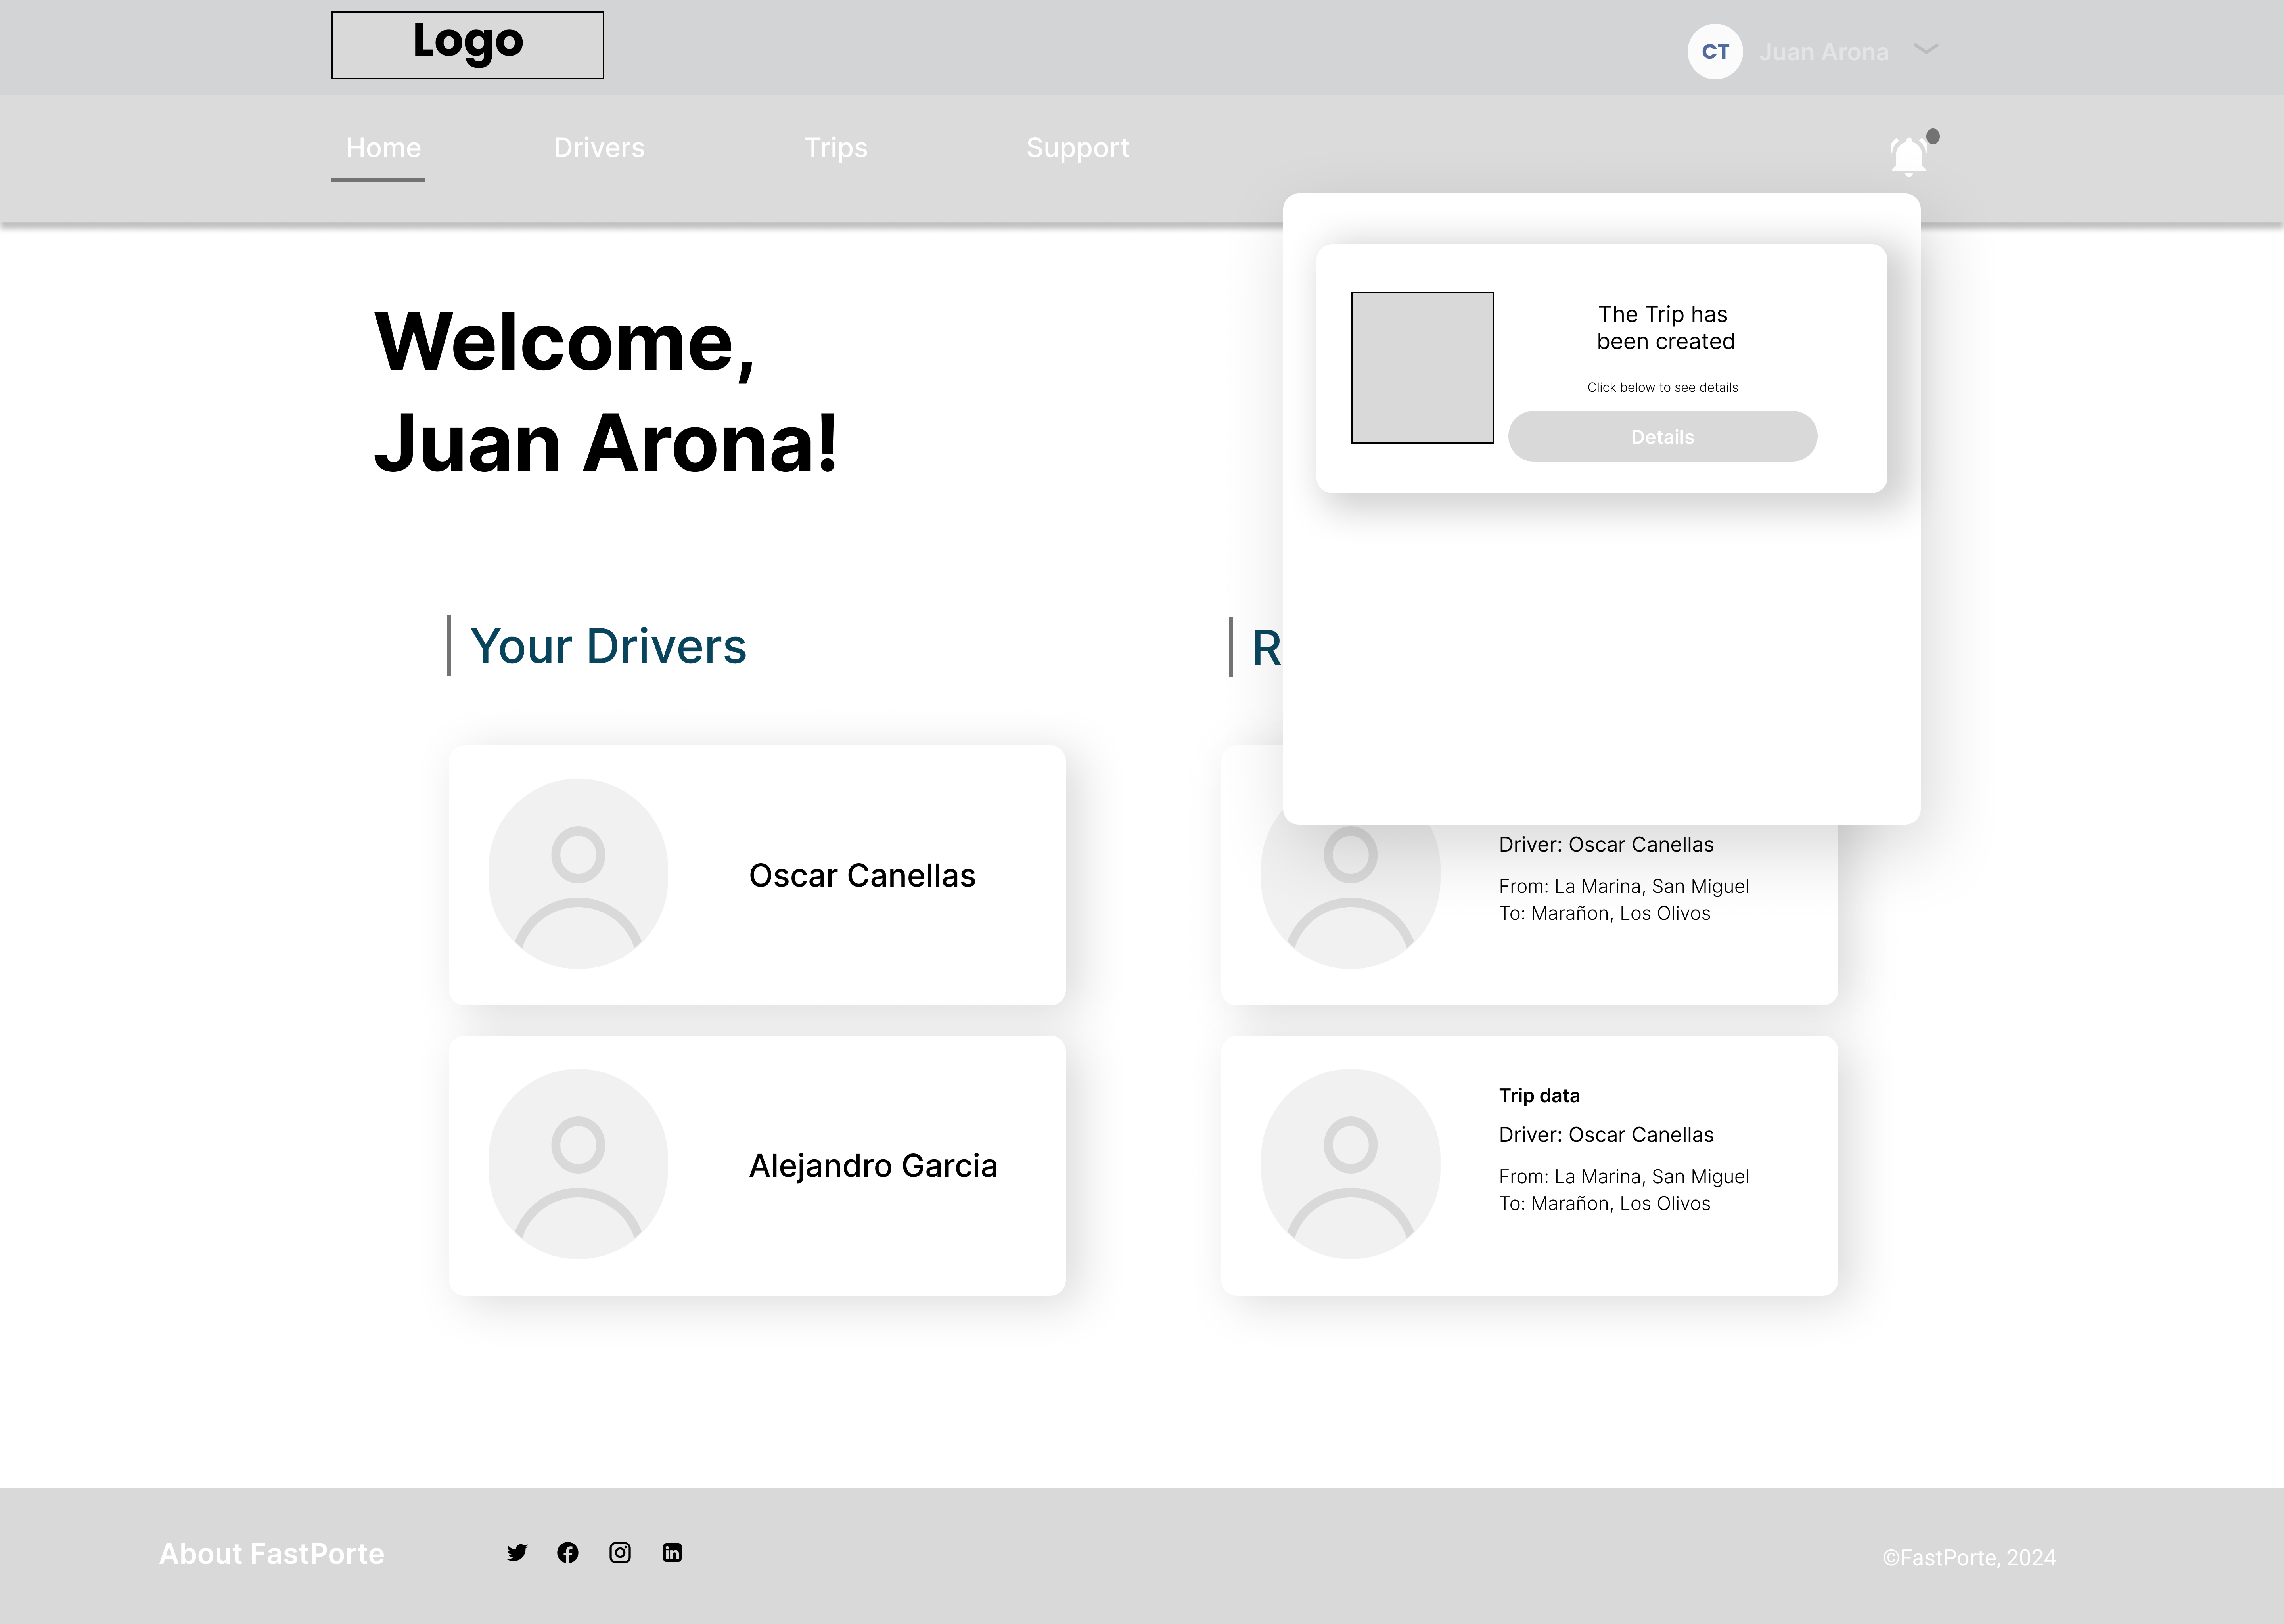 Logo
CT
Juan Arona
Home
Drivers
Trips
Support
The Trip has
been created
Click below to see details
Details
Welcome,
Juan Arona!
Your Drivers
R
Oscar Canellas
Alejandro Garcia
Driver: Oscar Canellas
From: La Marina, San Miguel
To: Marañon, Los Olivos
Trip data
Driver: Oscar Canellas
From: La Marina, San Miguel
To: Marañon, Los Olivos
About FastPorte
©FastPorte, 2024